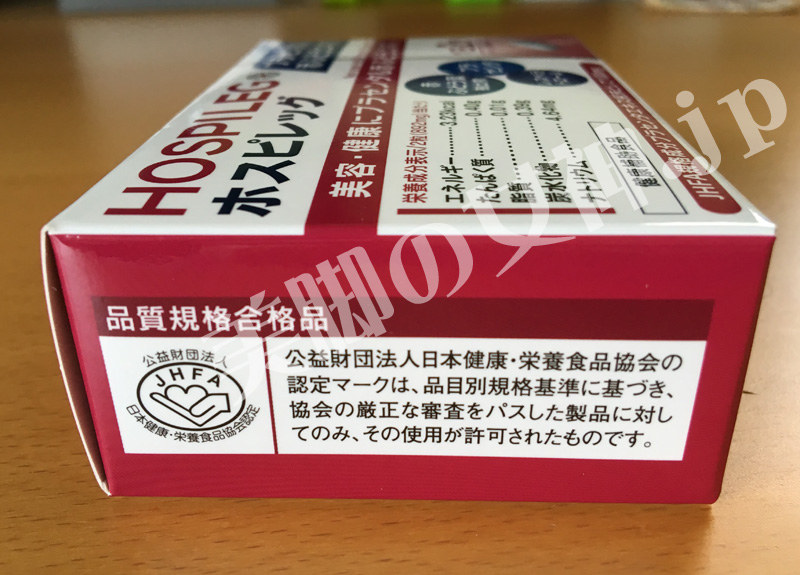 HOSPILEG
ホスピレッグ
美容・健康にプラセンタ
栄養成分表示
エネルギー
たんぱく質
脂質
炭水化物
ナトリウム
品質規格合格品
公益財団法人
JHFA
日本健康・栄養食品協会認定
公益財団法人日本健康・栄養食品協会の
認定マークは、品目別規格基準に基づき、
協会の厳正な審査をパスした製品に対し
てのみ、その使用が許可されたものです。
美脚の女神.jp